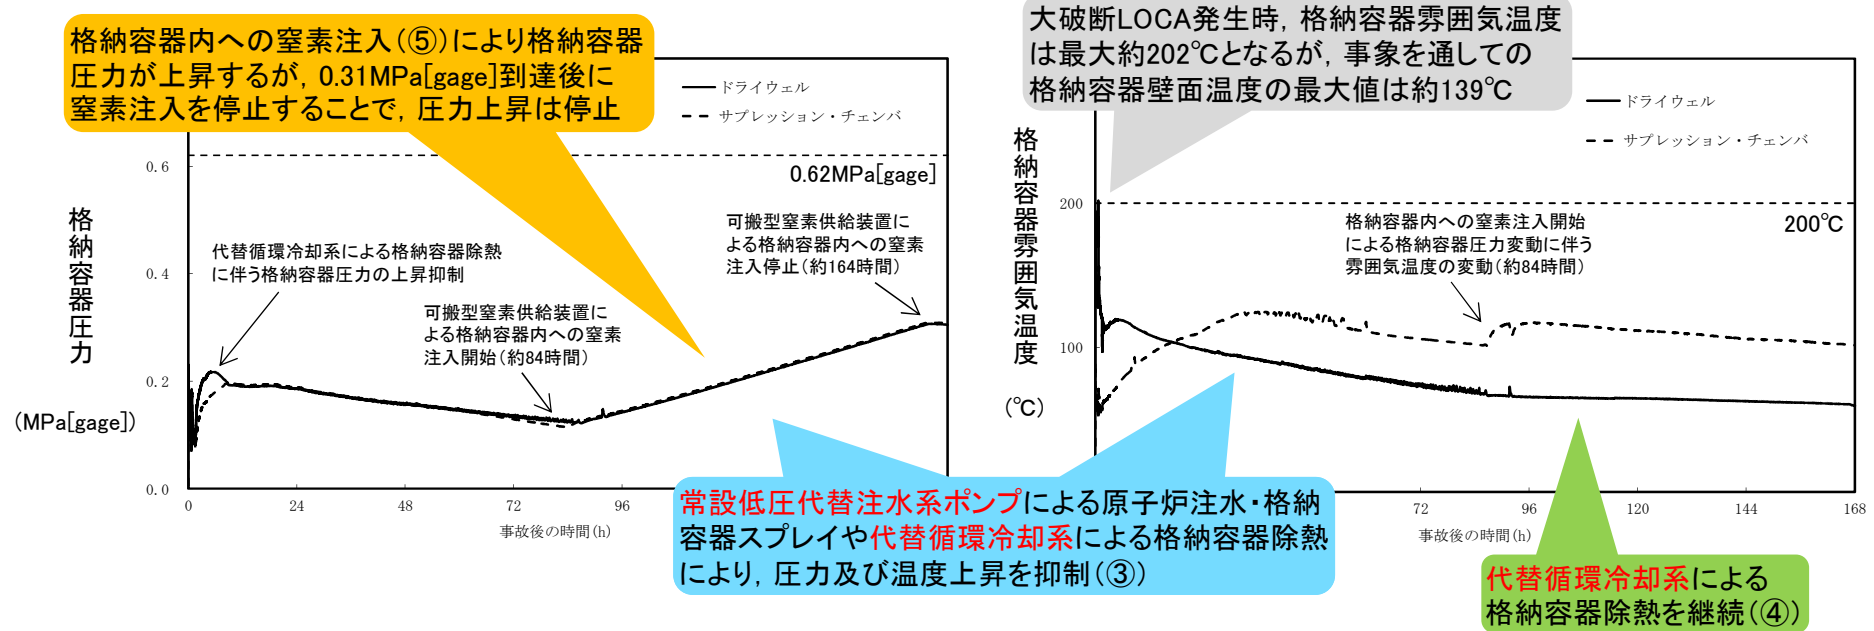 格納容器内への窒素注入(⑤)により格納容器
圧力が上昇するが, 0.31MPa[gage]到達後に
窒素注入を停止することで, 圧力上昇は停止
ドライウェル
サプレッション・チェンバ
0.6
0.4
0.2
0.0
0.62MPa[gage]
格納容器圧力
(MPa[gage])
代替循環冷却系による格納容器除熱
に伴う格納容器圧力の上昇抑制
可搬型窒素供給装置に
よる格納容器内への窒素
注入開始(約84時間)
可搬型窒素供給装置に
よる格納容器内への窒素
注入停止(約164時間)
0
24
48
72
96
事故後の時間(h)
大破断LOCA発生時, 格納容器雰囲気温度
は最大約202℃となるが, 事象を通しての
格納容器壁面温度の最大値は約139℃
ドライウェル
サプレッション・チェンバ
200
100
200℃
格納容器雰囲気温度
(℃)
格納容器内への窒素注入開始
による格納容器圧力変動に伴う
雰囲気温度の変動(約84時間)
72
96
120
144
168
事故後の時間(h)
常設低圧代替注水系ポンプによる原子炉注水・格納
容器スプレイや代替循環冷却系による格納容器除熱
により, 圧力及び温度上昇を抑制(③)
代替循環冷却系による
格納容器除熱を継続(④)